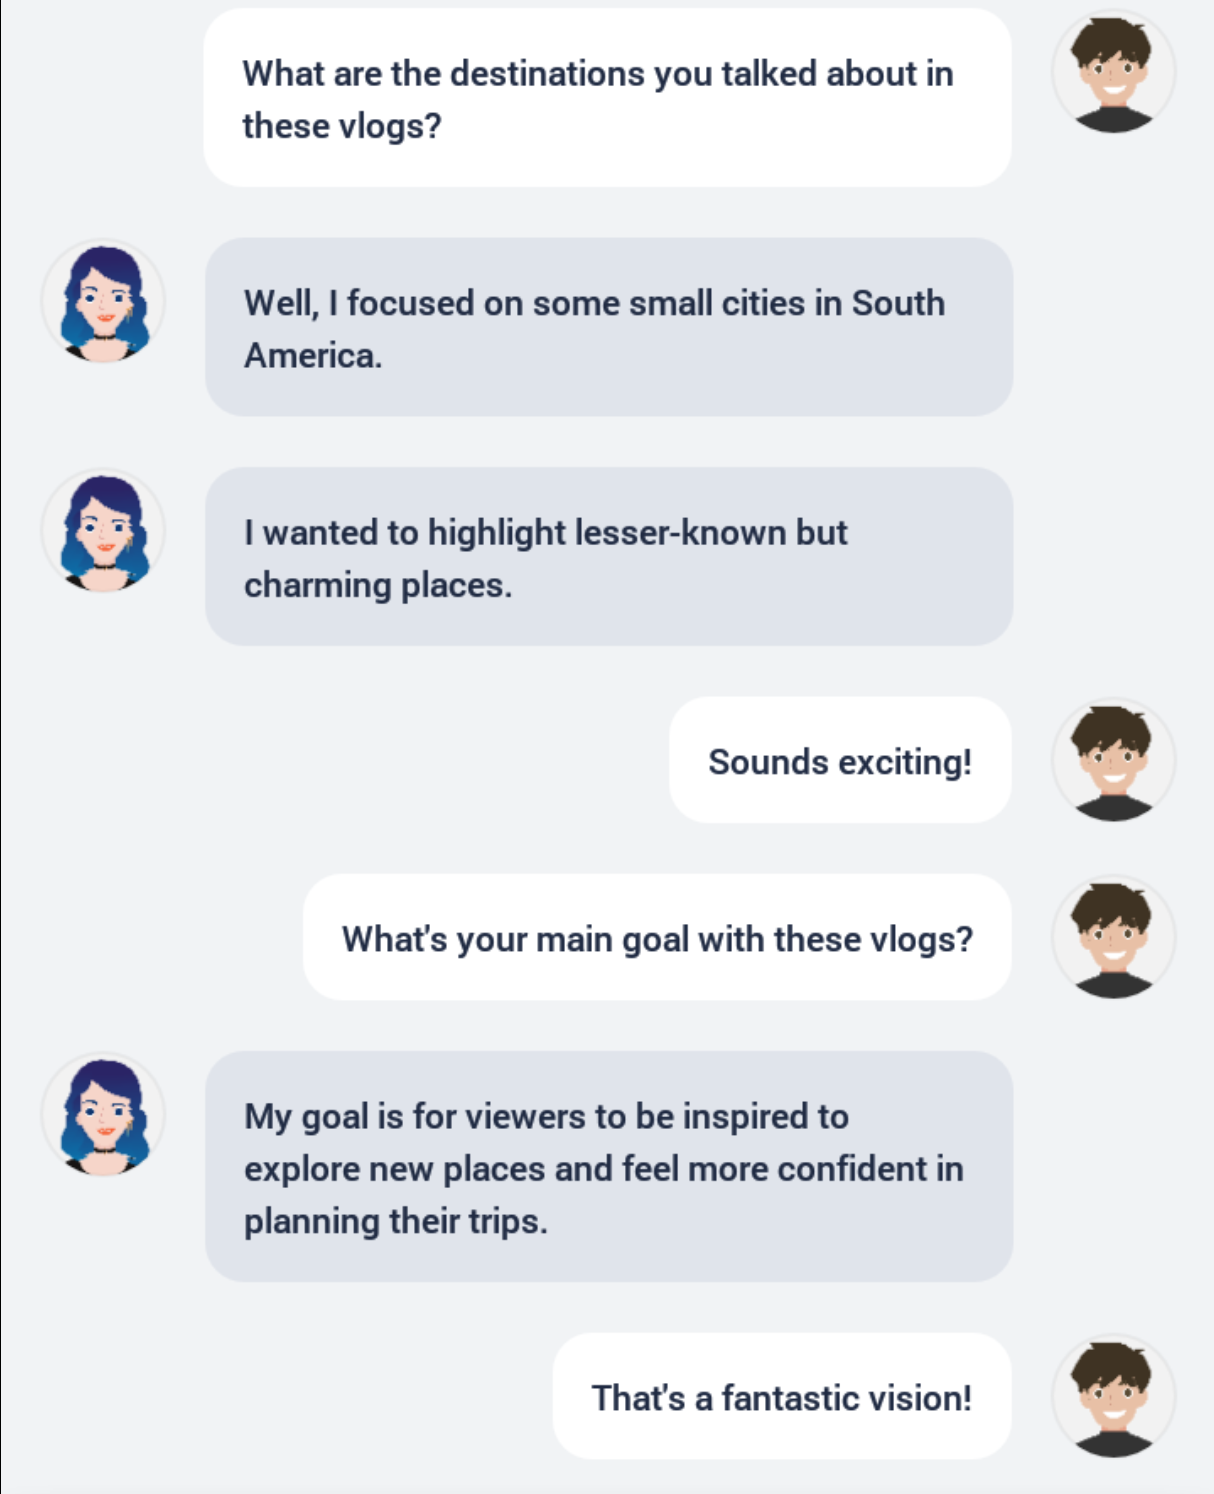 What are the destinations you talked about in
these vlogs?
Well, I focused on some small cities in South
America.
I wanted to highlight lesser-known but
charming places.
Sounds exciting!
What's your main goal with these vlogs?
My goal is for viewers to be inspired to
explore new places and feel more confident in
planning their trips.
That's a fantastic vision!